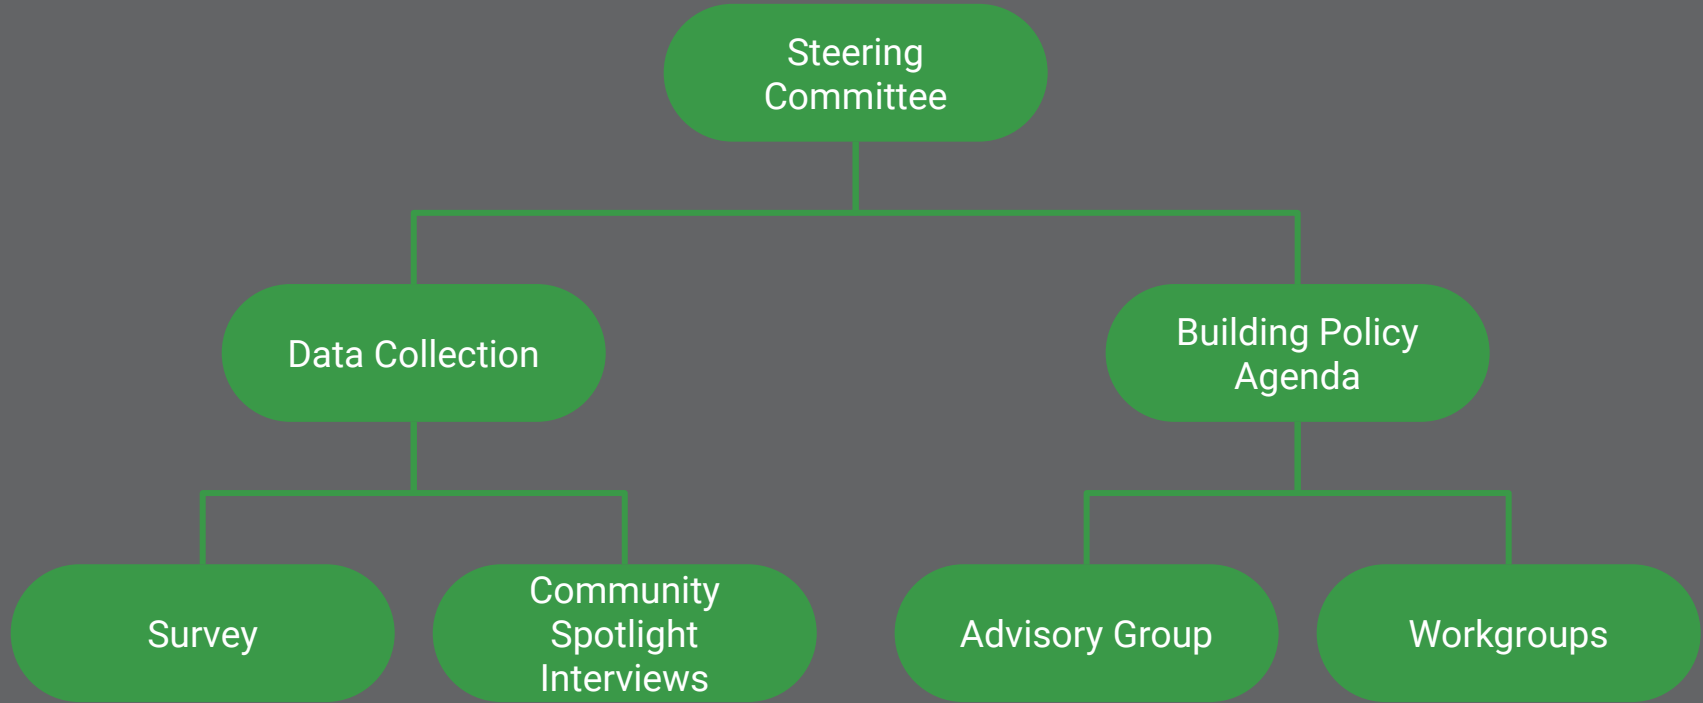 Steering
Committee
Data Collection
Building Policy
Agenda
Survey
Community
Spotlight
Interviews
Advisory Group
Workgroups